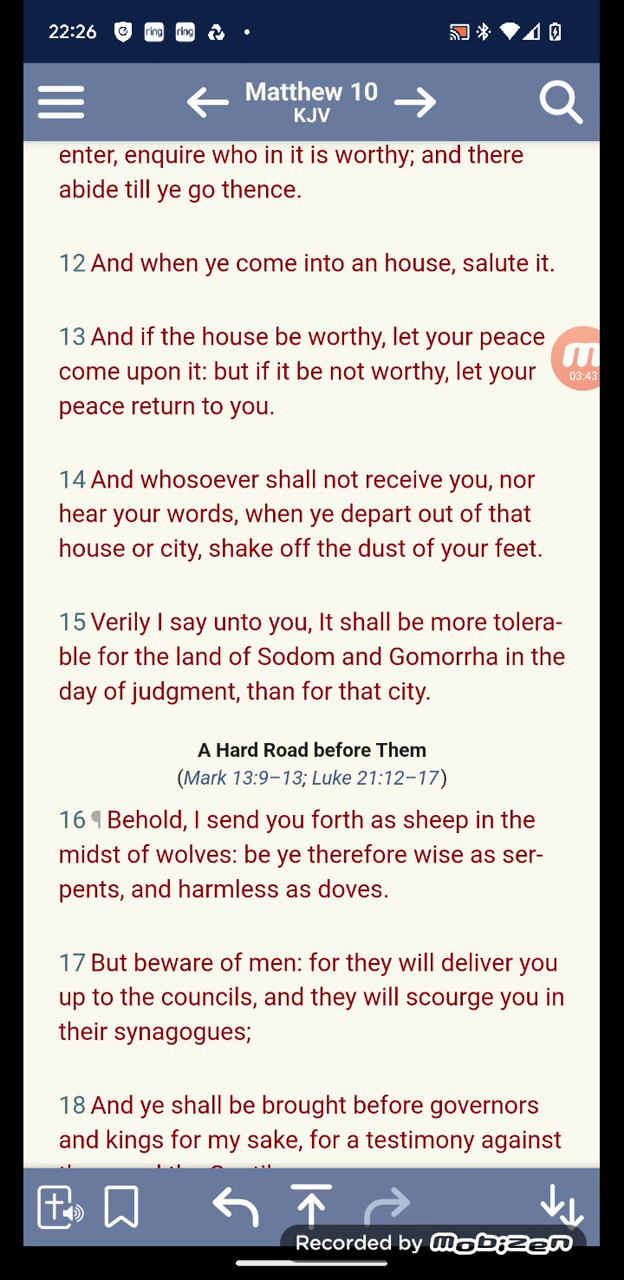 22:26
ring ring
Matthew 10
KJV
enter, enquire who in it is worthy; and there
abide till ye go thence.
12 And when ye come into an house, salute it.
13 And if the house be worthy, let your peace
come upon it: but if it be not worthy, let your
peace return to you.
03:43
14 And whosoever shall not receive you, nor
hear your words, when ye depart out of that
house or city, shake off the dust of your feet.
15 Verily I say unto you, It shall be more tolera-
ble for the land of Sodom and Gomorrha in the
day of judgment, than for that city.
A Hard Road before Them
(Mark 13:9–13; Luke 21:12–17)
16 ¶ Behold, I send you forth as sheep in the
midst of wolves: be ye therefore wise as ser-
pents, and harmless as doves.
17 But beware of men: for they will deliver you
up to the councils, and they will scourge you in
their synagogues;
18 And ye shall be brought before governors
and kings for my sake, for a testimony against
Recorded by mobizen